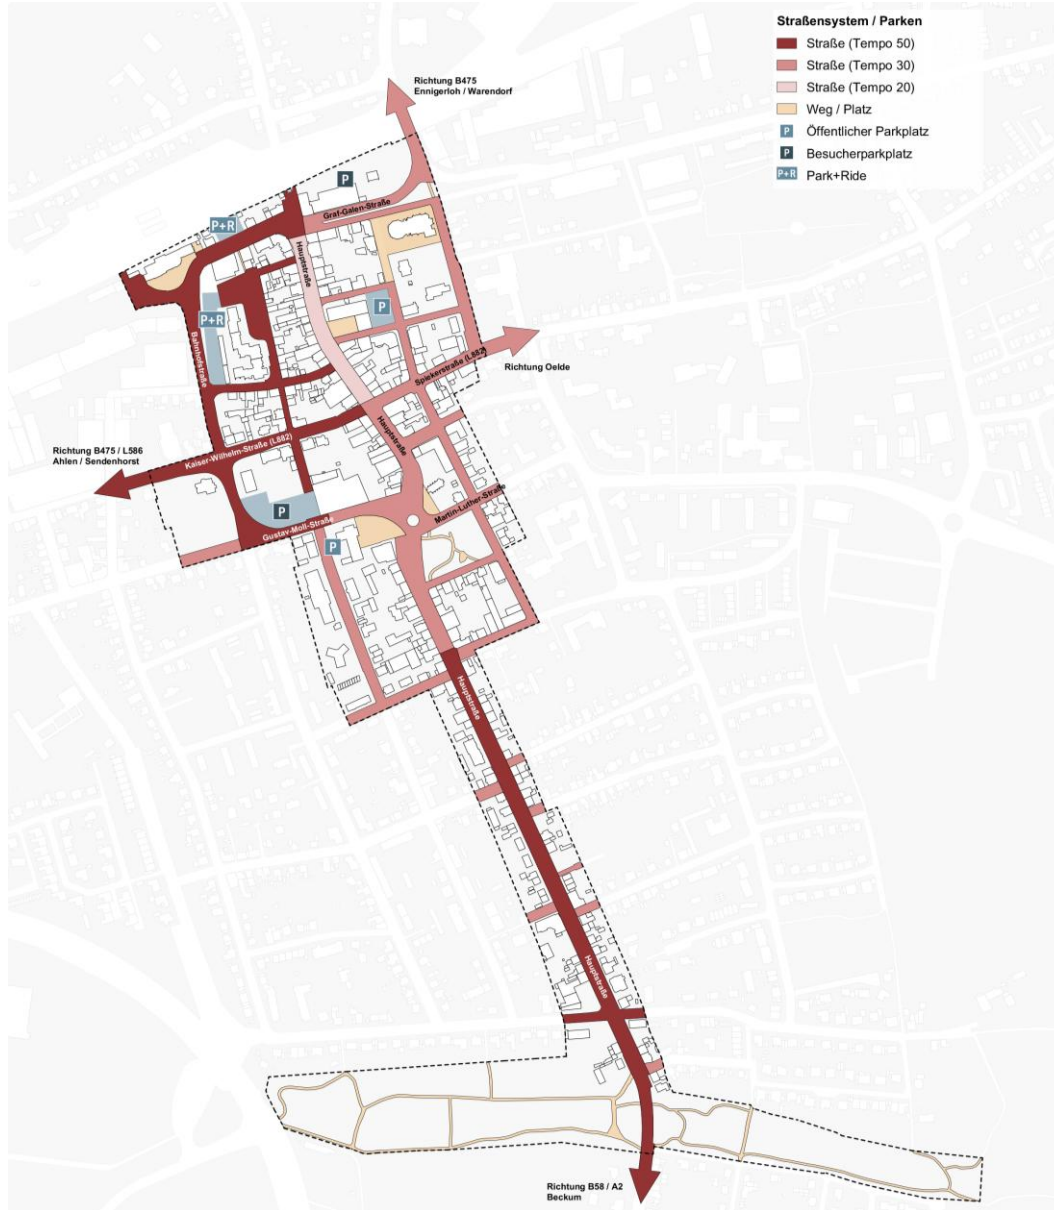 Straßensystem / Parken
Straße (Tempo 50)
Straße (Tempo 30)
Straße (Tempo 20)
Weg / Platz
P Öffentlicher Parkplatz
P Besucherparkplatz
P+R Park+Ride
Richtung B475
Ennigerloh / Warendorf
P
Graf-Galen-Straße
P+R
Hauptstraße
P
P+R
Bahnhofstraße
Spiekerstraße (L882)
Richtung Oelde
Hauptstraße
Richtung B475 / L586
Ahlen / Sendenhorst
Kaiser-Wilhelm-Straße (L882)
Martin-Luther-Straße
P
Gustav-Moll-Straße
P
Hauptstraße
Hauptstraße
Richtung B58 / A2
Beckum